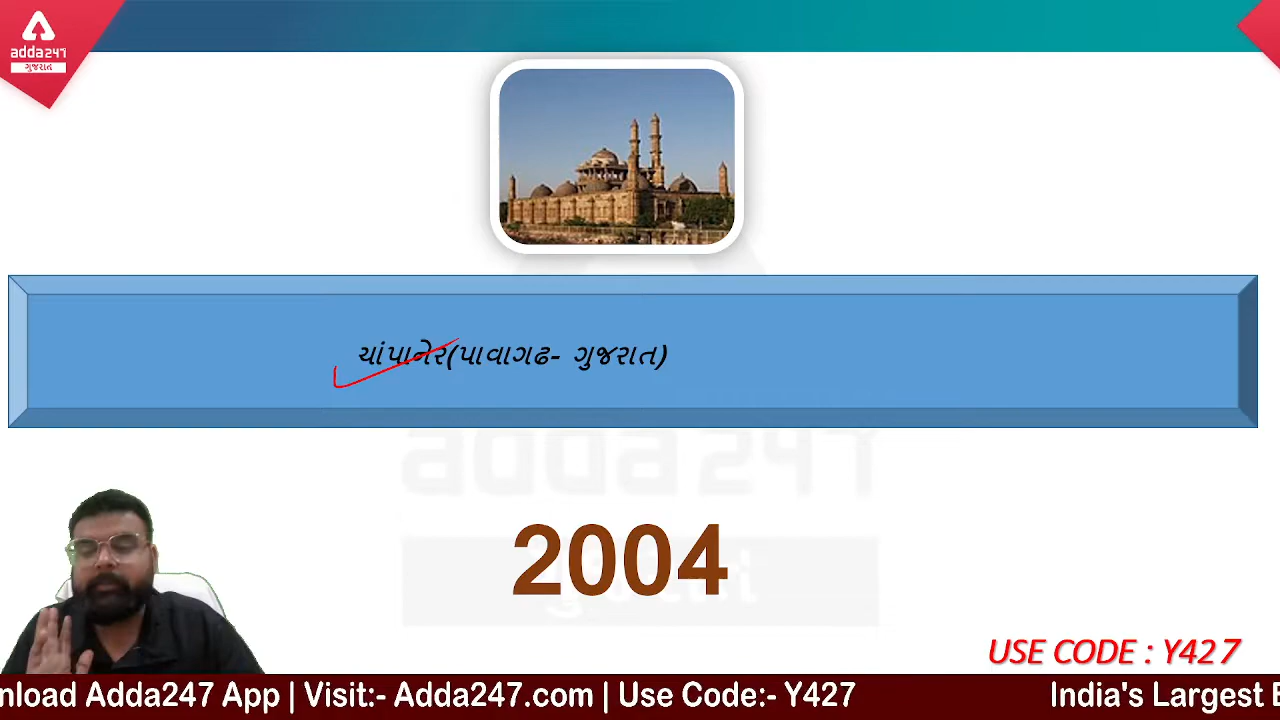 adda247
ગુજરાત
ચાંપાનેર(પાવાગઢ- ગુજરાત)
adda247
2004
USE CODE : Y427
nload Adda247 App | Visit:- Adda247.com | Use Code:- Y427
India's Largest E